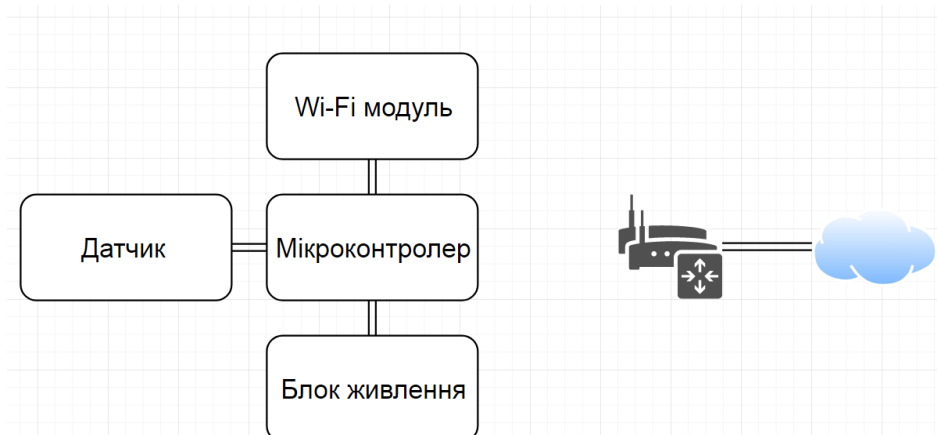 Wi-Fi модуль
Датчик
Мікроконтролер
Блок живлення